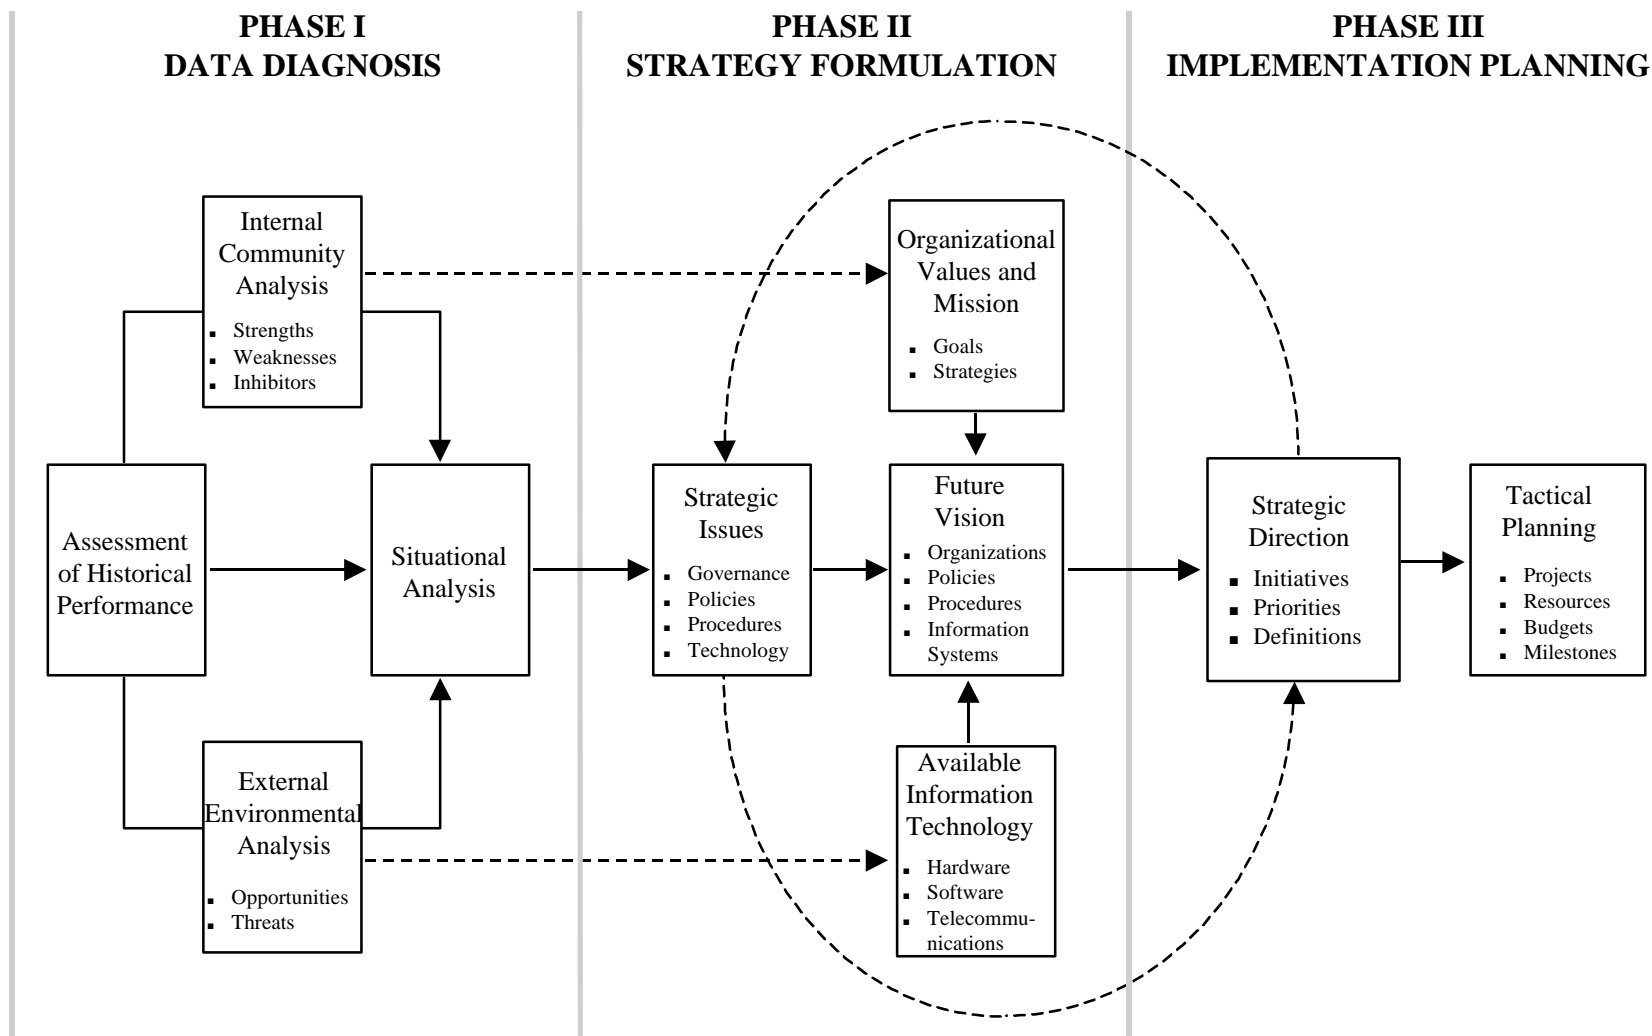 PHASE I
DATA DIAGNOSIS
PHASE II
STRATEGY FORMULATION
PHASE III
IMPLEMENTATION PLANNING
Internal
Community
Analysis
▪ Strengths
▪ Weaknesses
▪ Inhibitors
Assessment
of Historical
Performance
Situational
Analysis
External
Environmental
Analysis
▪ Opportunities
▪ Threats
Organizational
Values and
Mission
▪ Goals
▪ Strategies
Strategic
Issues
▪ Governance
▪ Policies
▪ Procedures
▪ Technology
Future
Vision
▪ Organizations
▪ Policies
▪ Procedures
▪ Information
Systems
Available
Information
Technology
▪ Hardware
▪ Software
▪ Telecommu-
nications
Strategic
Direction
▪ Initiatives
▪ Priorities
▪ Definitions
Tactical
Planning
▪ Projects
▪ Resources
▪ Budgets
▪ Milestones